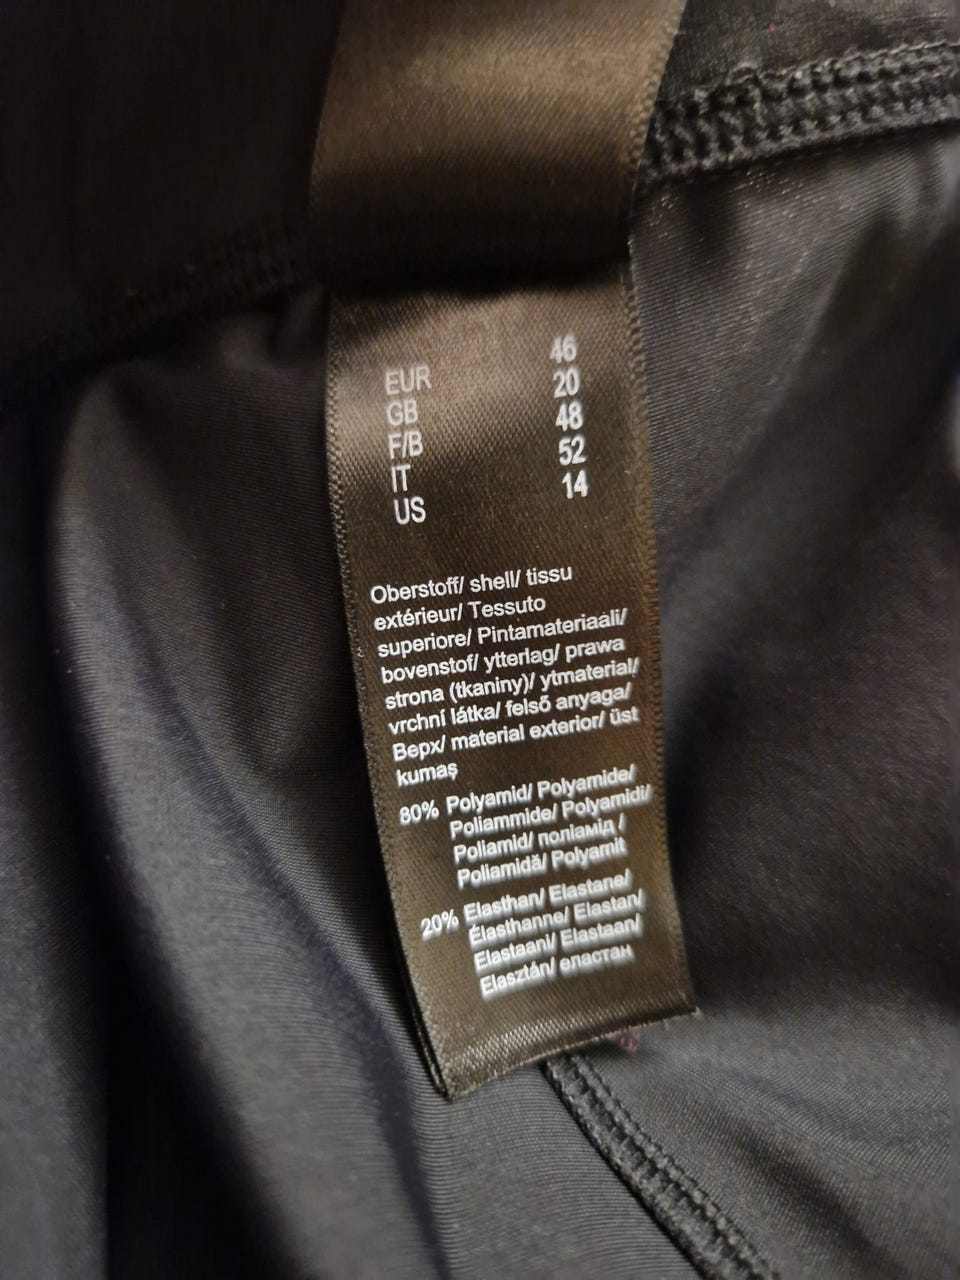 EUR 46
GB 20
F/B 48
IT 52
US 14
Oberstoff/ shell/ tissu
extérieur/ Tessuto
superiore/ Pintamateriaali/
bovenstof/ ytterlag/ prawa
strona (tkaniny)/ ytmaterial/
vrchní látka/ felső anyaga/
Верх/ material exterior/ üst
kumaş
80% Polyamid/ Polyamide/
Poliammide/ Polyamidi/
Poliamid/ поліамід /
Poliamidă/ Polyamit
20% Elasthan/ Elastane/
Élasthanne/ Elastan/
Elastaani/ Elastaan/
Elasztán/ еластан